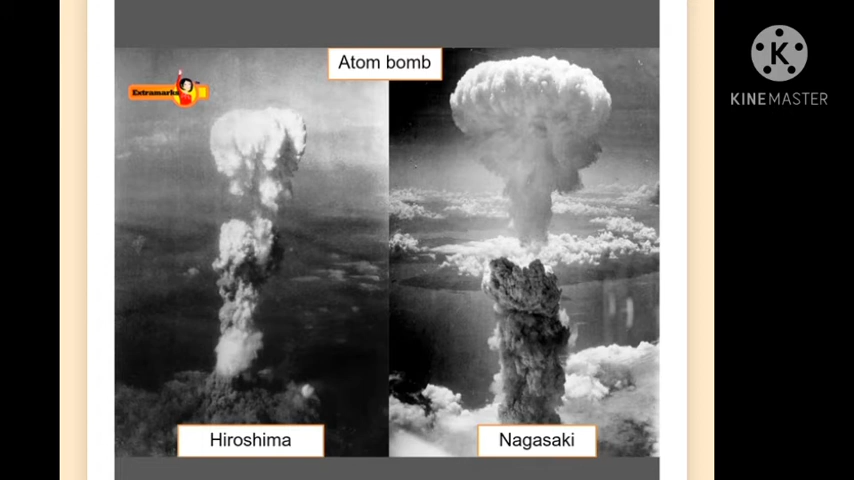 Atom bomb
Extramarks
KINEMASTER
Hiroshima
Nagasaki